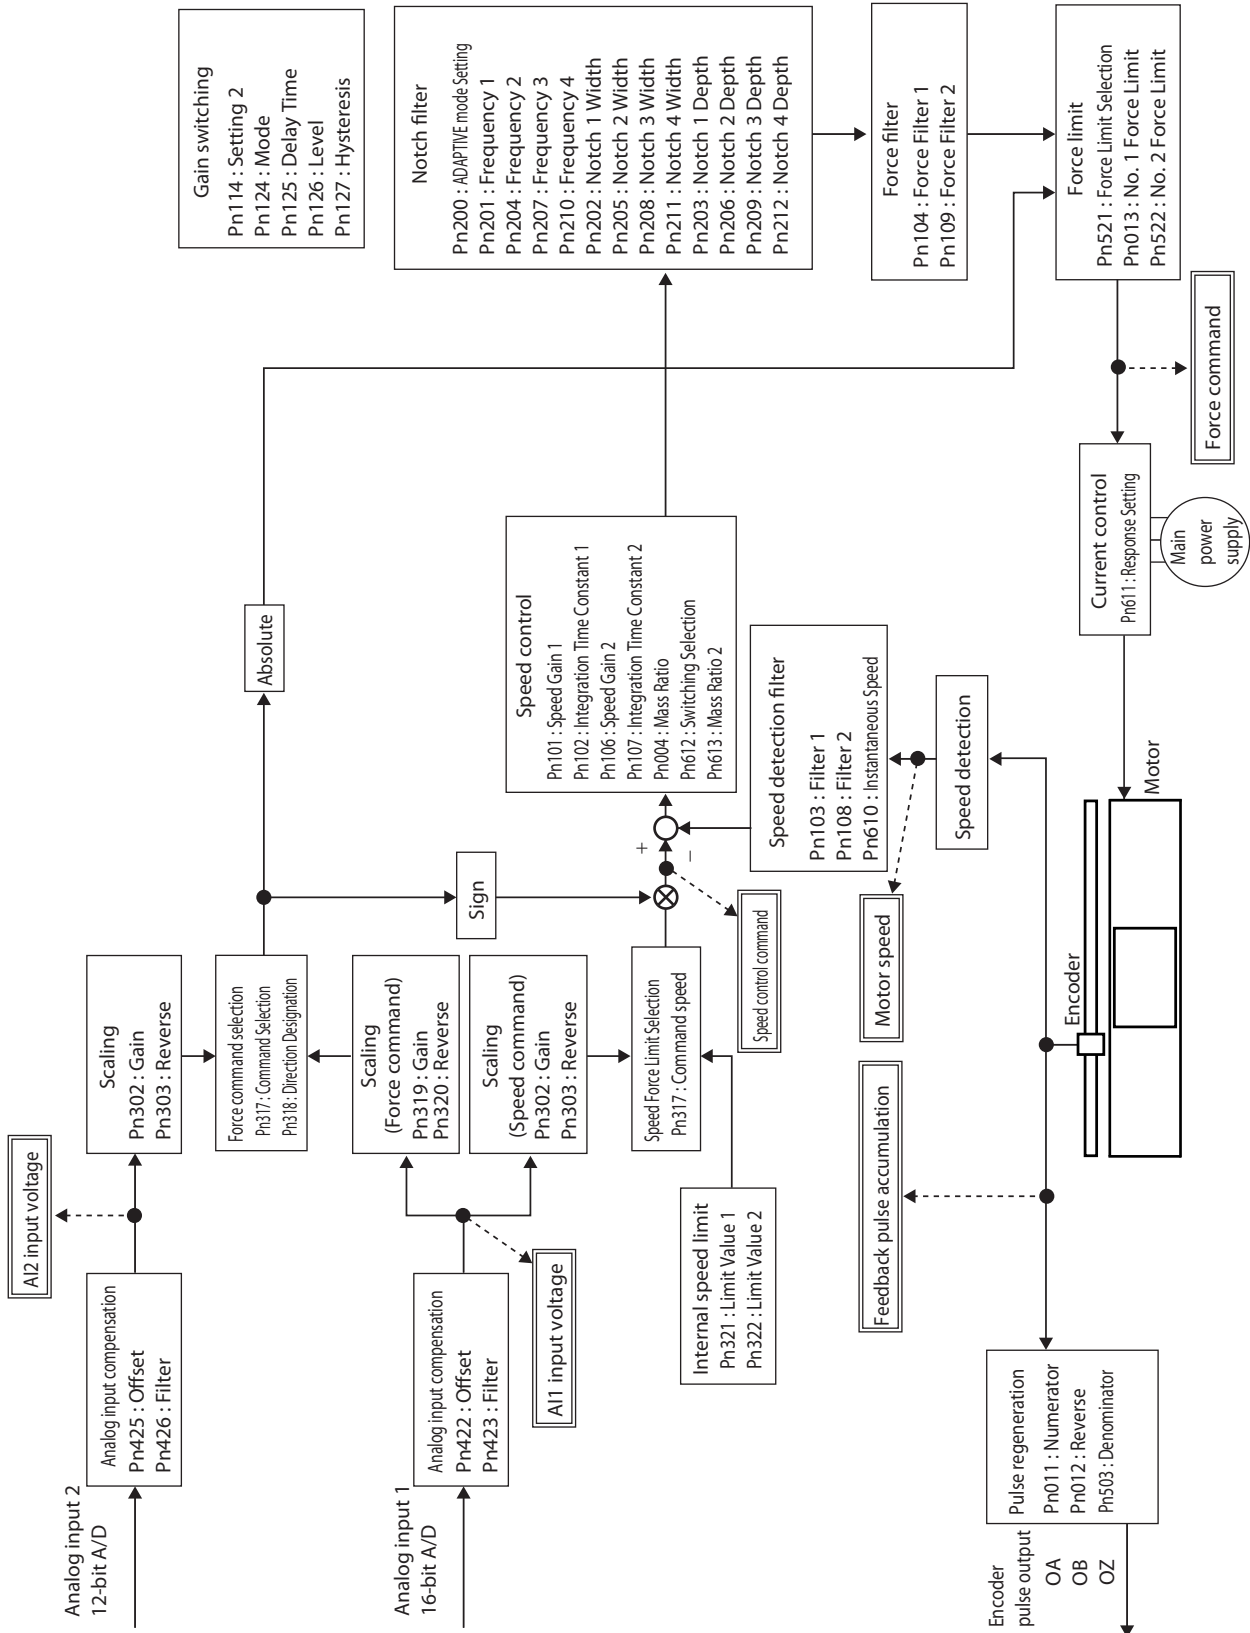 Analog input 2
12-bit A/D
Analog input compensation
Pn425 : Offset
Pn426 : Filter
AI2 input voltage
Scaling
Pn302 : Gain
Pn303 : Reverse
Force command selection
Pn317 : Command Selection
Pn318 : Direction Designation
Absolute
Sign
Gain switching
Pn114 : Setting 2
Pn124 : Mode
Pn125 : Delay Time
Pn126 : Level
Pn127 : Hysteresis
Analog input 1
16-bit A/D
Analog input compensation
Pn422 : Offset
Pn423 : Filter
AI1 input voltage
Scaling
(Force command)
Pn319 : Gain
Pn320 : Reverse
Scaling
(Speed command)
Pn302 : Gain
Pn303 : Reverse
Internal speed limit
Pn321 : Limit Value 1
Pn322 : Limit Value 2
Speed Force Limit Selection
Pn317 : Command speed
Speed control command
+
−
Speed control
Pn101 : Speed Gain 1
Pn102 : Integration Time Constant 1
Pn106 : Speed Gain 2
Pn107 : Integration Time Constant 2
Pn004 : Mass Ratio
Pn612 : Switching Selection
Pn613 : Mass Ratio 2
Notch filter
Pn200 : ADAPTIVE mode Setting
Pn201 : Frequency 1
Pn204 : Frequency 2
Pn207 : Frequency 3
Pn210 : Frequency 4
Pn202 : Notch 1 Width
Pn205 : Notch 2 Width
Pn208 : Notch 3 Width
Pn211 : Notch 4 Width
Pn203 : Notch 1 Depth
Pn206 : Notch 2 Depth
Pn209 : Notch 3 Depth
Pn212 : Notch 4 Depth
Speed detection filter
Pn103 : Filter 1
Pn108 : Filter 2
Pn610 : Instantaneous Speed
Motor speed
Speed detection
Force filter
Pn104 : Force Filter 1
Pn109 : Force Filter 2
Force limit
Pn521 : Force Limit Selection
Pn013 : No. 1 Force Limit
Pn522 : No. 2 Force Limit
Force command
Current control
Pn611 : Response Setting
Main
power
supply
Feedback pulse accumulation
Encoder
Motor
Pulse regeneration
Pn011 : Numerator
Pn012 : Reverse
Pn503 : Denominator
Encoder
pulse output
OA
OB
OZ